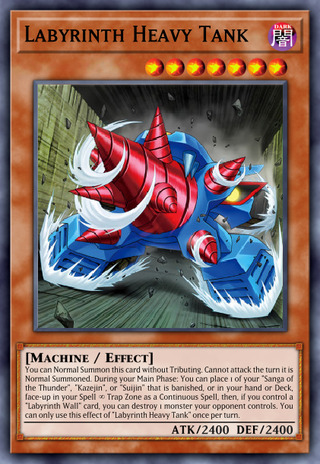 Labyrinth Heavy Tank
DARK
闇
[Machine / Effect]
You can Normal Summon this card without Tributing. Cannot attack the turn it is
Normal Summoned. During your Main Phase: You can place 1 of your "Sanga of
the Thunder", "Kazejin", or "Suijin" that is banished, or in your hand or Deck,
face-up in your Spell & Trap Zone as a Continuous Spell, then, if you control a
"Labyrinth Wall" card, you can destroy 1 monster your opponent controls. You
can only use this effect of "Labyrinth Heavy Tank" once per turn.
ATK/2400 DEF/2400